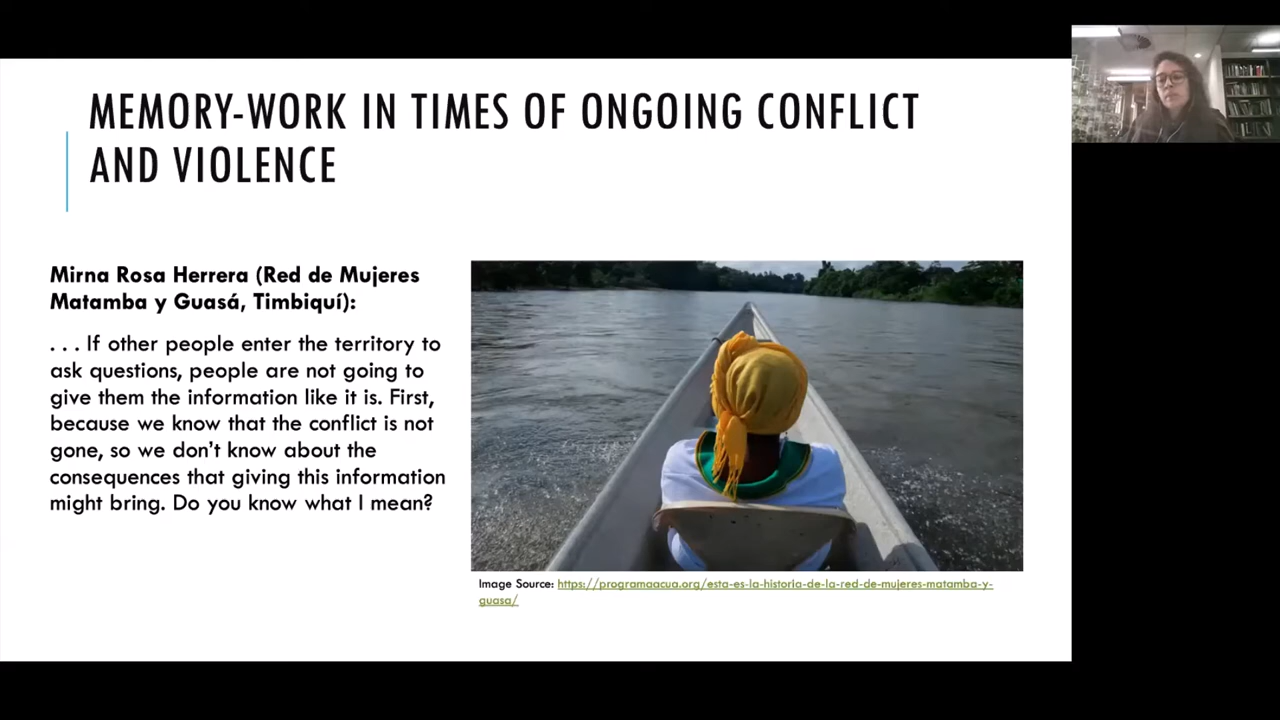 MEMORY-WORK IN TIMES OF ONGOING CONFLICT
AND VIOLENCE
Mirna Rosa Herrera (Red de Mujeres
Matamba y Guasá, Timbiquí):
. . . If other people enter the territory to
ask questions, people are not going to
give them the information like it is. First,
because we know that the conflict is not
gone, so we don't know about the
consequences that giving this information
might bring. Do you know what I mean?
Image Source: https://programaacua.org/esta-es-la-historia-de-la-red-de-mujeres-matamba-y-
guasa/